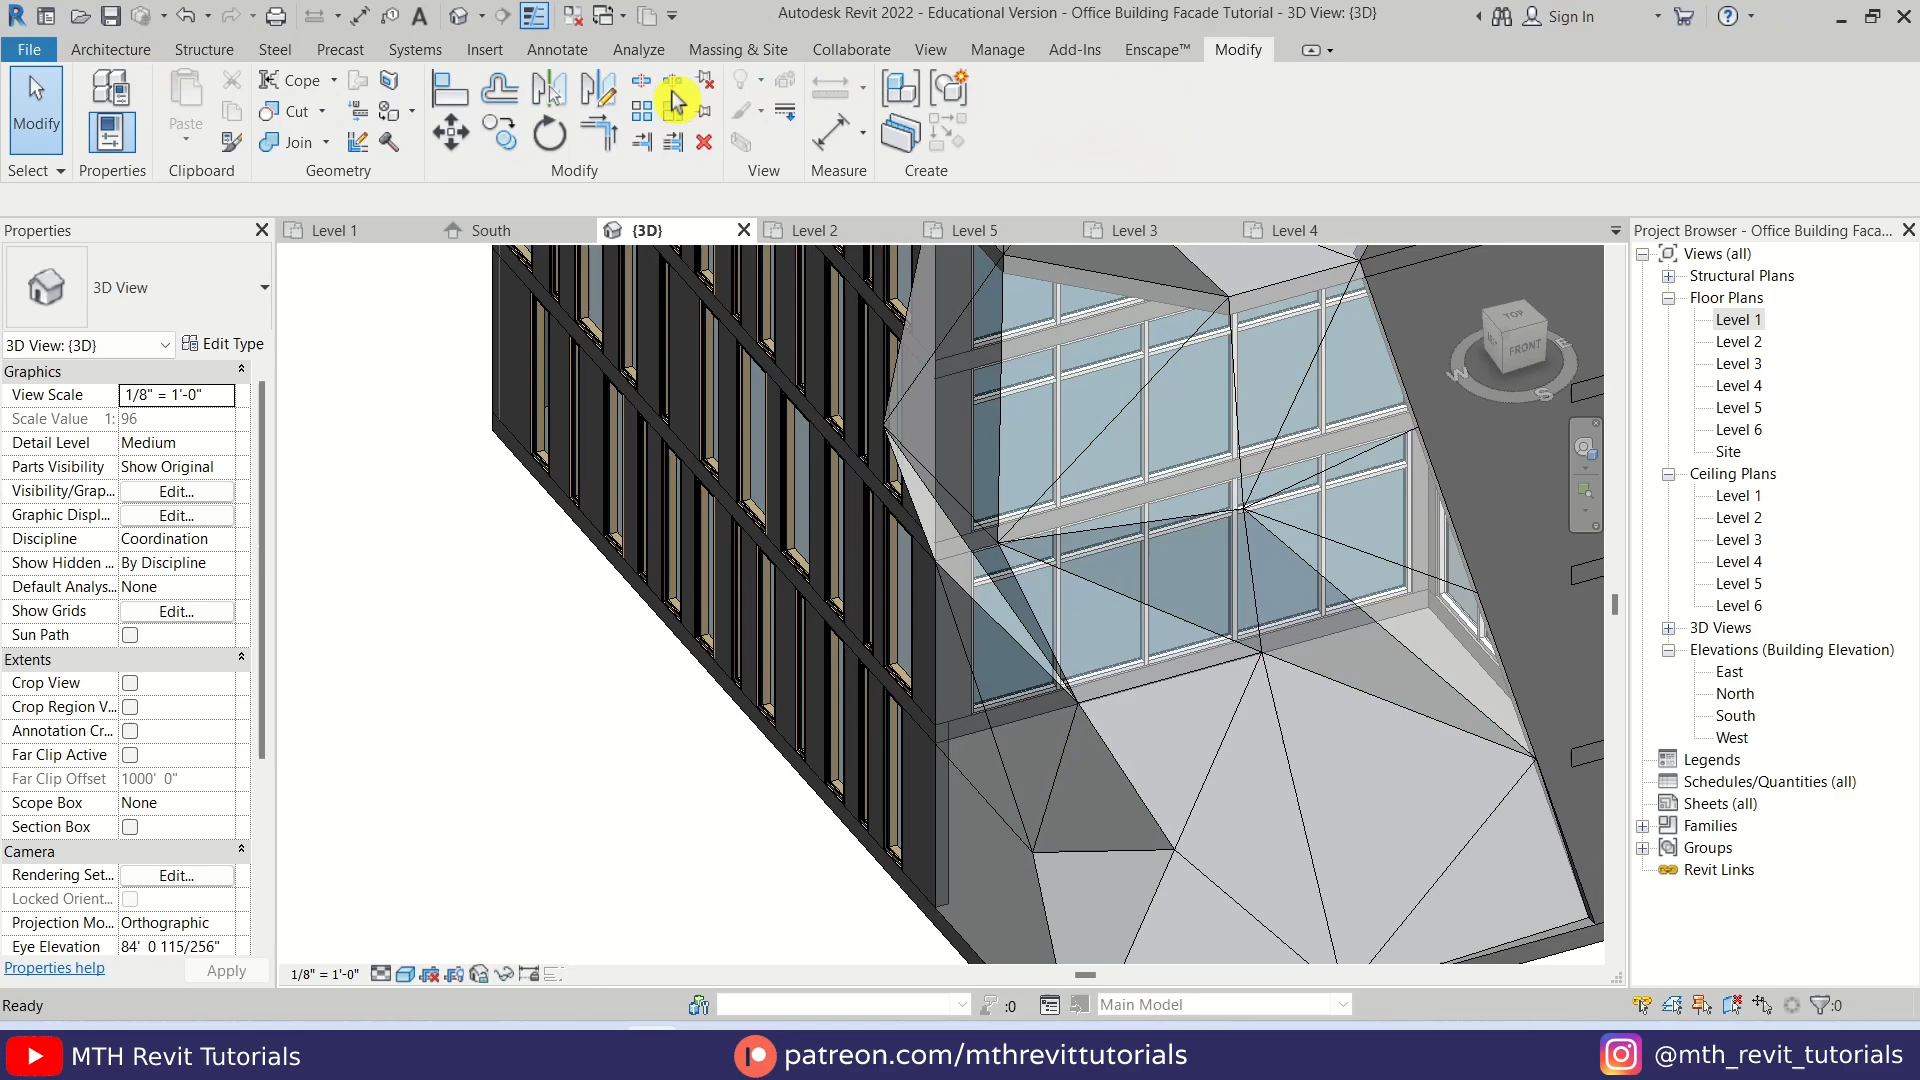 Autodesk Revit 2022 - Educational Version - Office Building Facade Tutorial - 3D View: {3D}
Sign In
File Architecture Structure Steel Precast Systems Insert Annotate Analyze Massing & Site Collaborate View Manage Add-Ins Enscape™ Modify
Modify
Paste
Cope
Cut
Join
Select Properties Clipboard Geometry Modify View Measure Create
Properties
Level 1
South
{3D}
Level 2
Level 5
Level 3
Level 4
3D View
3D View: {3D}
Edit Type
Graphics
View Scale 1/8" = 1'-0"
Scale Value 1: 96
Detail Level Medium
Parts Visibility Show Original
Visibility/Grap... Edit...
Graphic Displ... Edit...
Discipline Coordination
Show Hidden ... By Discipline
Default Analys... None
Show Grids Edit...
Sun Path
Extents
Crop View
Crop Region V...
Annotation Cr...
Far Clip Active
Far Clip Offset 1000' 0"
Scope Box None
Section Box
Camera
Rendering Set... Edit...
Locked Orient...
Projection Mo... Orthographic
Eye Elevation 84' 0 115/256"
Properties help
Apply
TOP
FRONT
W
S
E
1/8" = 1'-0"
Project Browser - Office Building Faca...
Views (all)
Structural Plans
Floor Plans
Level 1
Level 2
Level 3
Level 4
Level 5
Level 6
Site
Ceiling Plans
Level 1
Level 2
Level 3
Level 4
Level 5
Level 6
3D Views
Elevations (Building Elevation)
East
North
South
West
Legends
Schedules/Quantities (all)
Sheets (all)
Families
Groups
Revit Links
Ready
:0
Main Model
:0
MTH Revit Tutorials
patreon.com/mthrevittutorials
@mth_revit_tutorials